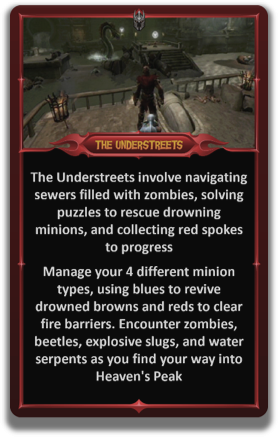 THE UNDERSTREETS
The Understreets involve navigating
sewers filled with zombies, solving
puzzles to rescue drowning
minions, and collecting red spokes
to progress
Manage your 4 different minion
types, using blues to revive
drowned browns and reds to clear
fire barriers. Encounter zombies,
beetles, explosive slugs, and water
serpents as you find your way into
Heaven's Peak